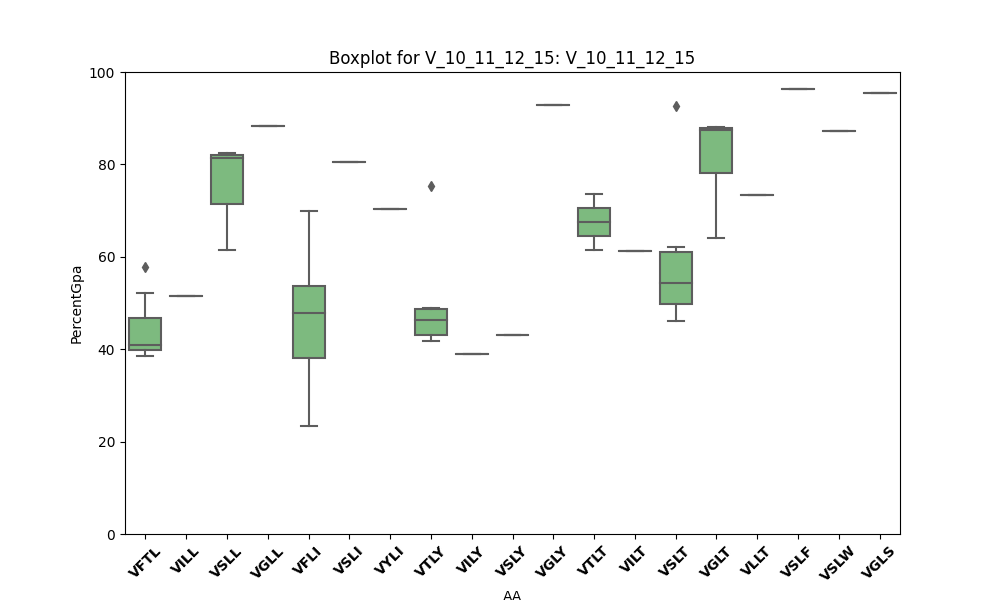 Boxplot for V_10_11_12_15: V_10_11_12_15
100
80
60
40
20
0
PercentGpa
VFTL VILL VSLL VGLL VFLI VSLI VYLI VTLY VILY VSLY VGLY VTLT VILT VSLT VGLT VLLT VSLF VSLW VGLS
AA